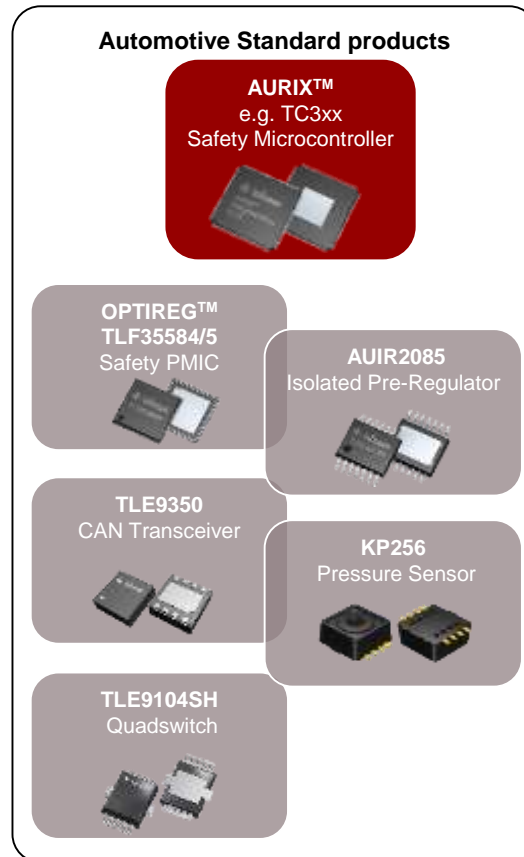 Automotive Standard products
AURIX™
e.g. TC3xx
Safety Microcontroller
OPTIREG™
TLF35584/5
Safety PMIC
AUIR2085
Isolated Pre-Regulator
TLE9350
CAN Transceiver
KP256
Pressure Sensor
TLE9104SH
Quadswitch